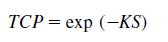 TCP = exp (−KS)